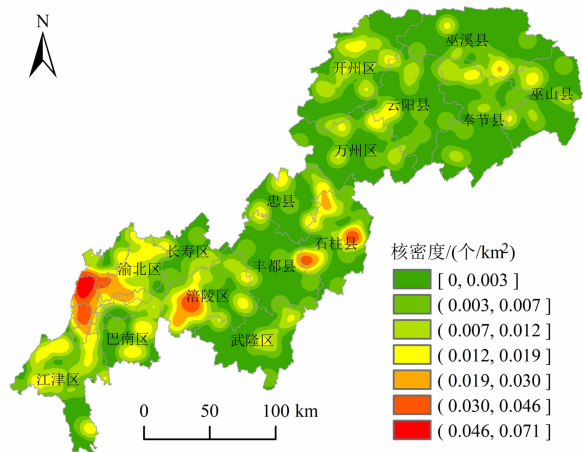 N
巫溪县
开州区
巫山县
云阳县
奉节县
万州区
忠县
石柱县
长寿区
渝北区
丰都县
涪陵区
巴南区
武隆区
江津区
核密度/(个/km²)
[ 0, 0.003 ]
( 0.003, 0.007 ]
( 0.007, 0.012 ]
( 0.012, 0.019 ]
( 0.019, 0.030 ]
( 0.030, 0.046 ]
( 0.046, 0.071 ]
0 50 100 km